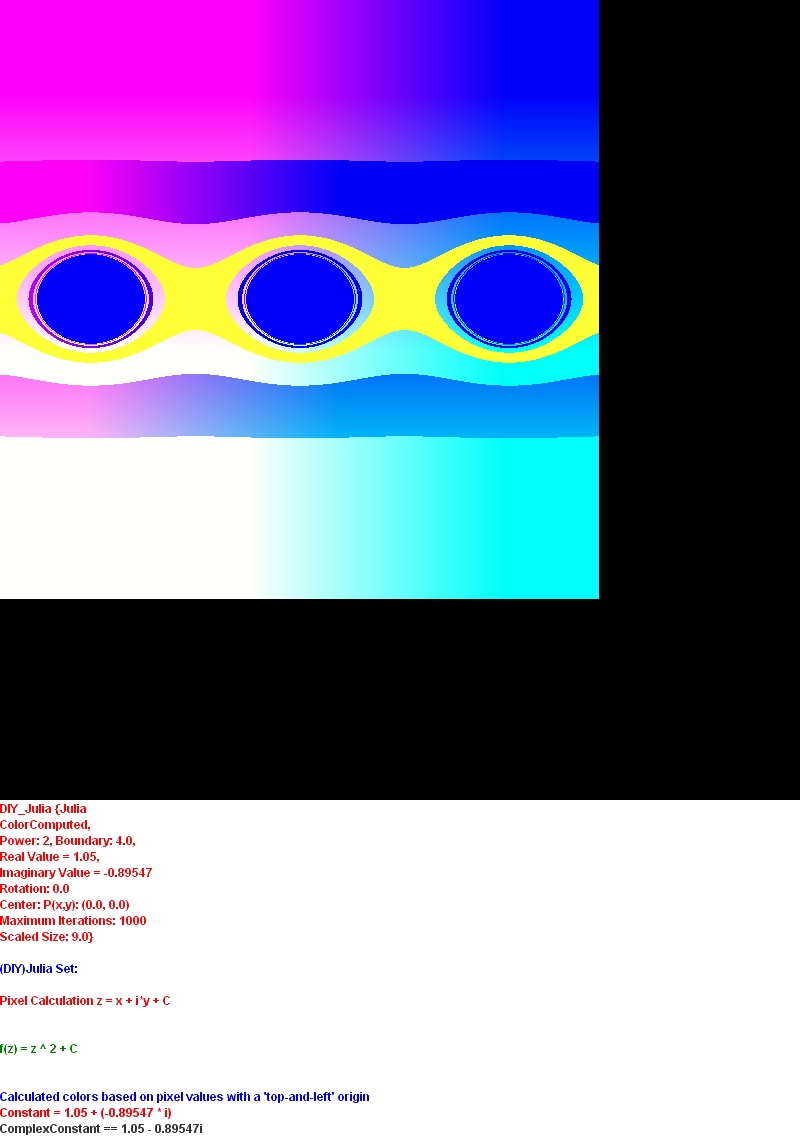 DIY_Julia {Julia
ColorComputed,
Power: 2, Boundary: 4.0,
Real Value = 1.05,
Imaginary Value = -0.89547
Rotation: 0.0
Center: P(x,y): (0.0, 0.0)
Maximum Iterations: 1000
Scaled Size: 9.0}
(DIY)Julia Set:
Pixel Calculation z = x + i*y + C
f(z) = z ^ 2 + C
Calculated colors based on pixel values with a 'top-and-left' origin
Constant = 1.05 + (-0.89547 * i)
ComplexConstant == 1.05 - 0.89547i